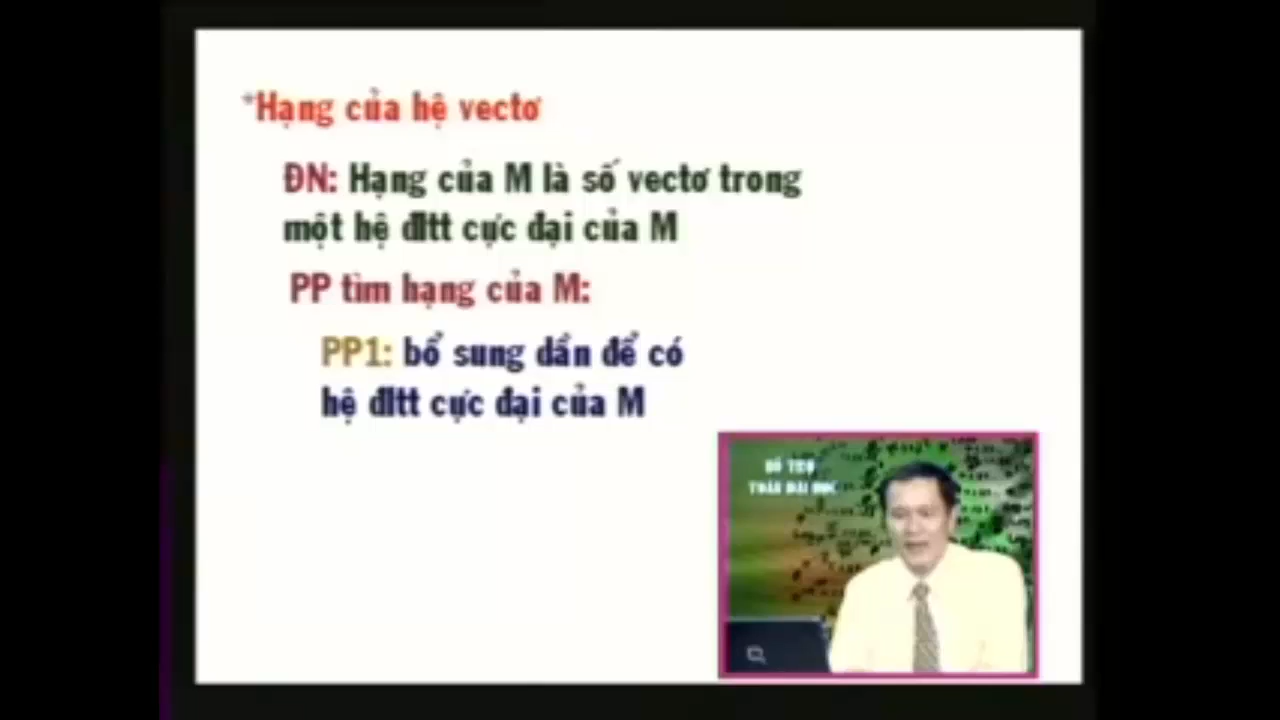 *Hạng của hệ vectơ
ĐN: Hạng của M là số vectơ trong
một hệ đltt cực đại của M
PP tìm hạng của M:
PP1: bổ sung dần để có
hệ đltt cực đại của M